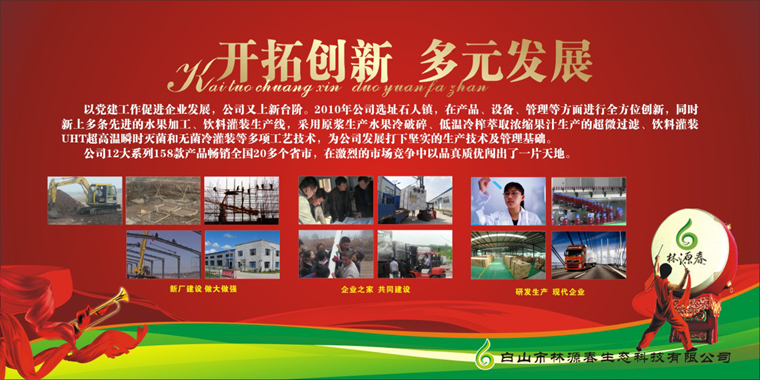 开拓创新 多元发展
Kai tuo chuang xin duo yuan fa zhan
以党建工作促进企业发展，公司又上新台阶。2010年公司选址石人镇，在产品、设备、管理等方面进行全方位创新，同时
新上多条先进的水果加工、饮料灌装生产线，采用原浆生产水果冷破碎、低温冷榨萃取浓缩果汁生产的超微过滤、饮料灌装
UHT超高温瞬时灭菌和无菌冷灌装等多项工艺技术，为公司发展打下坚实的生产技术及管理基础。
公司12大系列158款产品畅销全国20多个省市，在激烈的市场竞争中以品真质优闯出了一片天地。
林源春
新厂建设 做大做强
企业之家 共同建设
研发生产 现代企业
白山市林源春生态科技有限公司